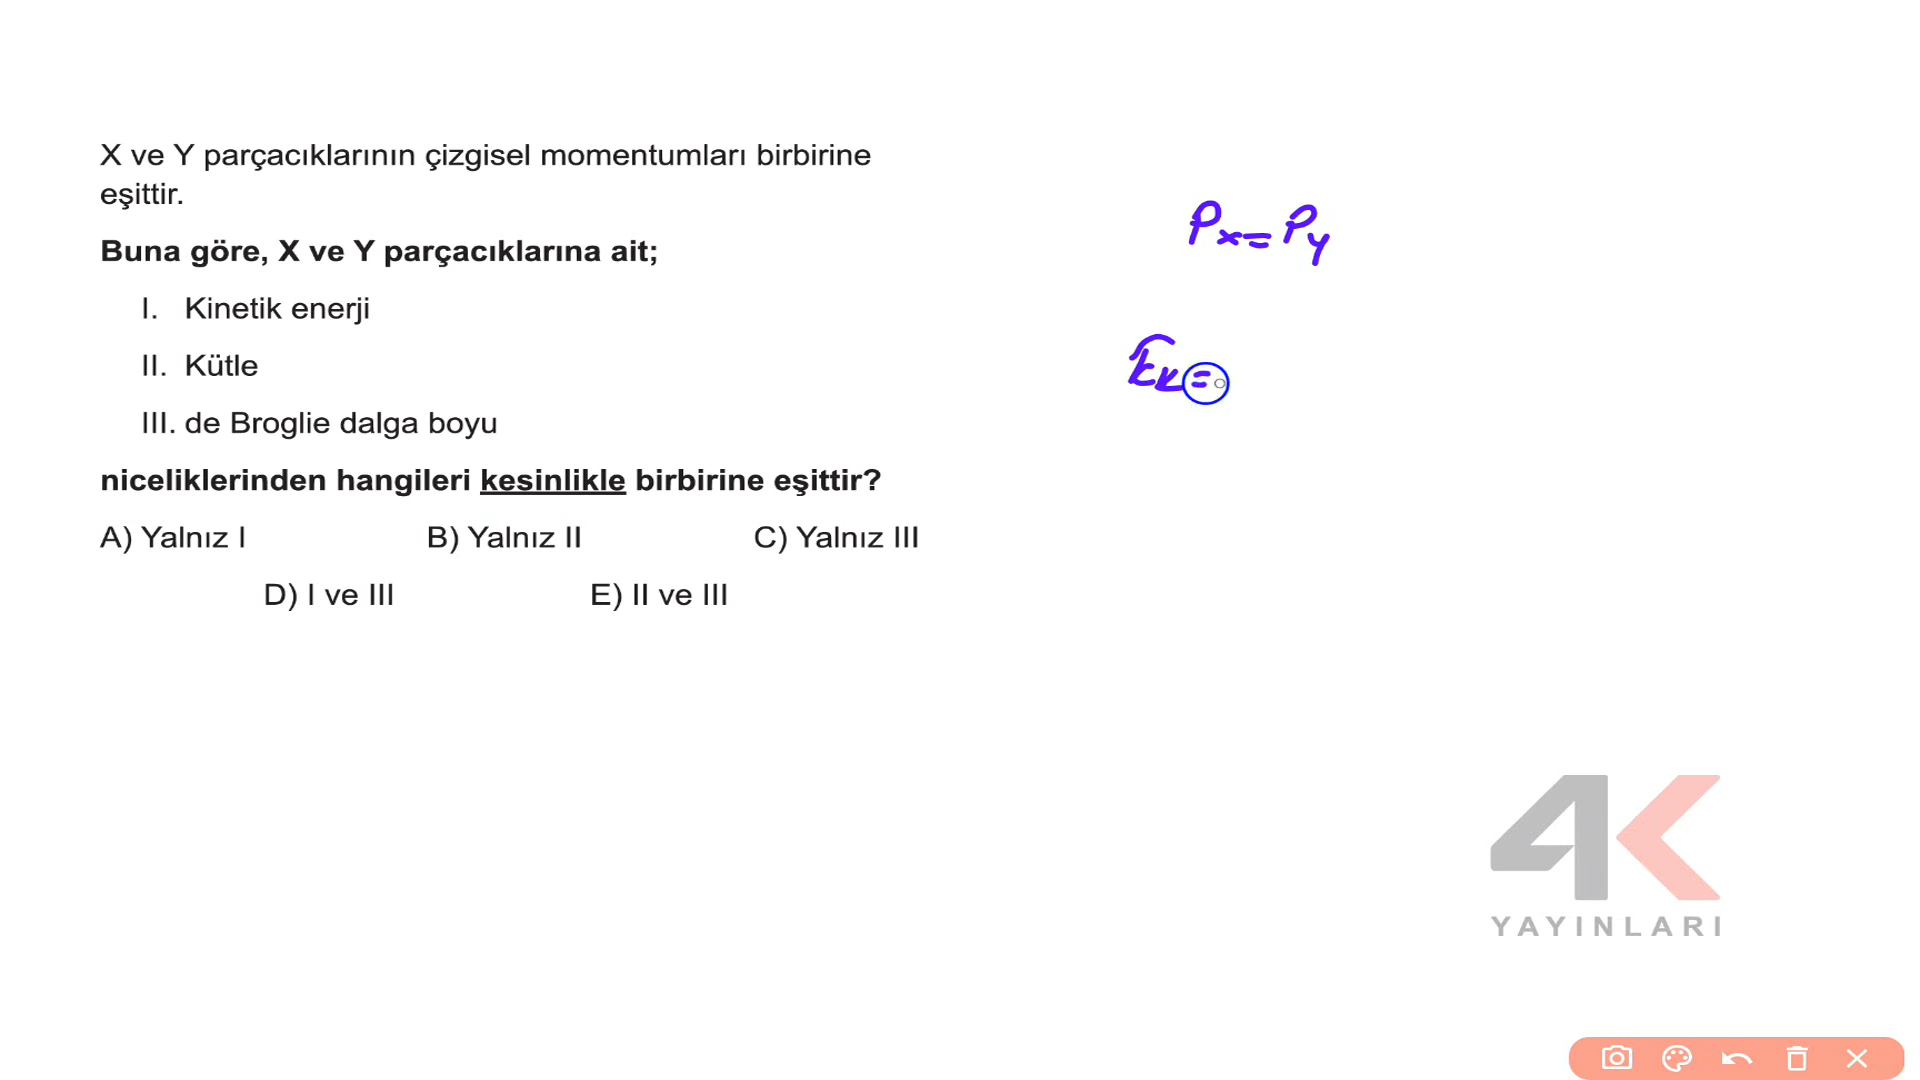 X ve Y parçacıklarının çizgisel momentumları birbirine
eşittir.
Buna göre, X ve Y parçacıklarına ait;
I. Kinetik enerji
II. Kütle
III. de Broglie dalga boyu
niceliklerinden hangileri kesinlikle birbirine eşittir?
A) Yalnız I B) Yalnız II C) Yalnız III
D) I ve III E) II ve III
Px = Py
Ek =
4K
YAYINLARI